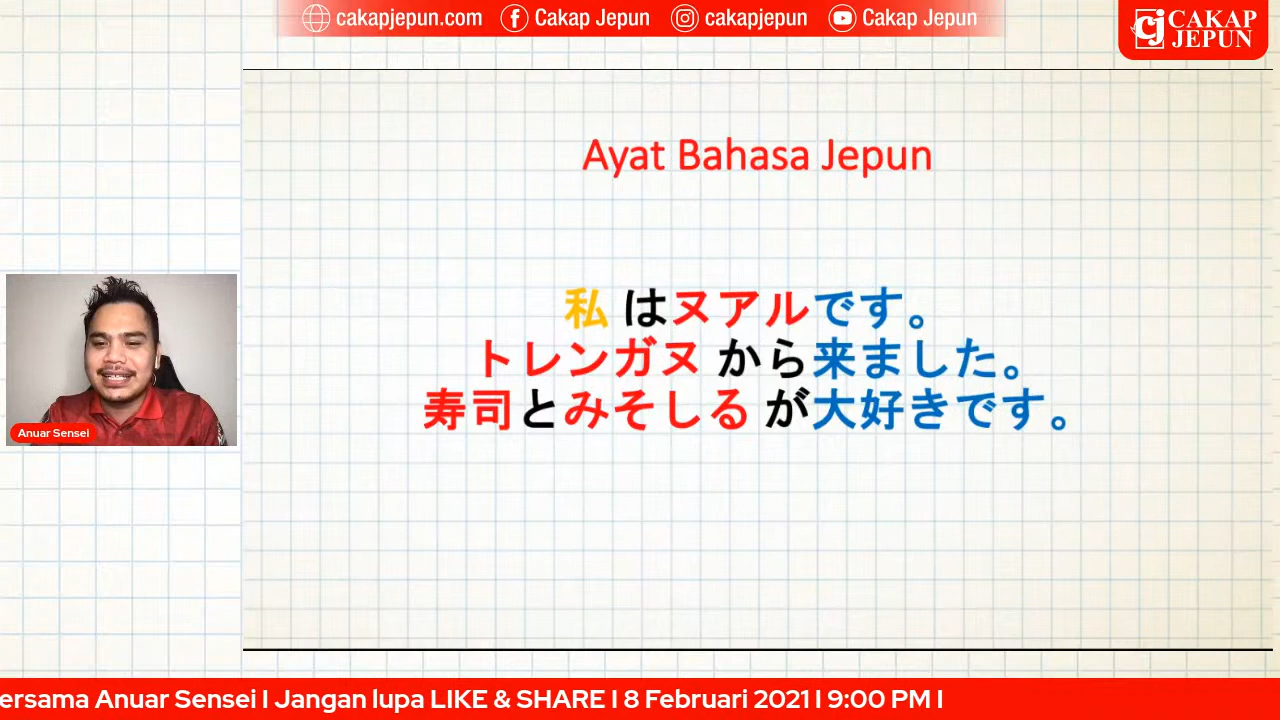 cakapjepun.com Cakap Jepun cakapjepun Cakap Jepun
cj CAKAP JEPUN
Ayat Bahasa Jepun
私 はヌアルです。
トレンガヌ から来ました。
寿司とみそしる が大好きです。
Anuar Sensei
ersama Anuar Sensei I Jangan lupa LIKE & SHARE I 8 Februari 2021 I 9:00 PM I